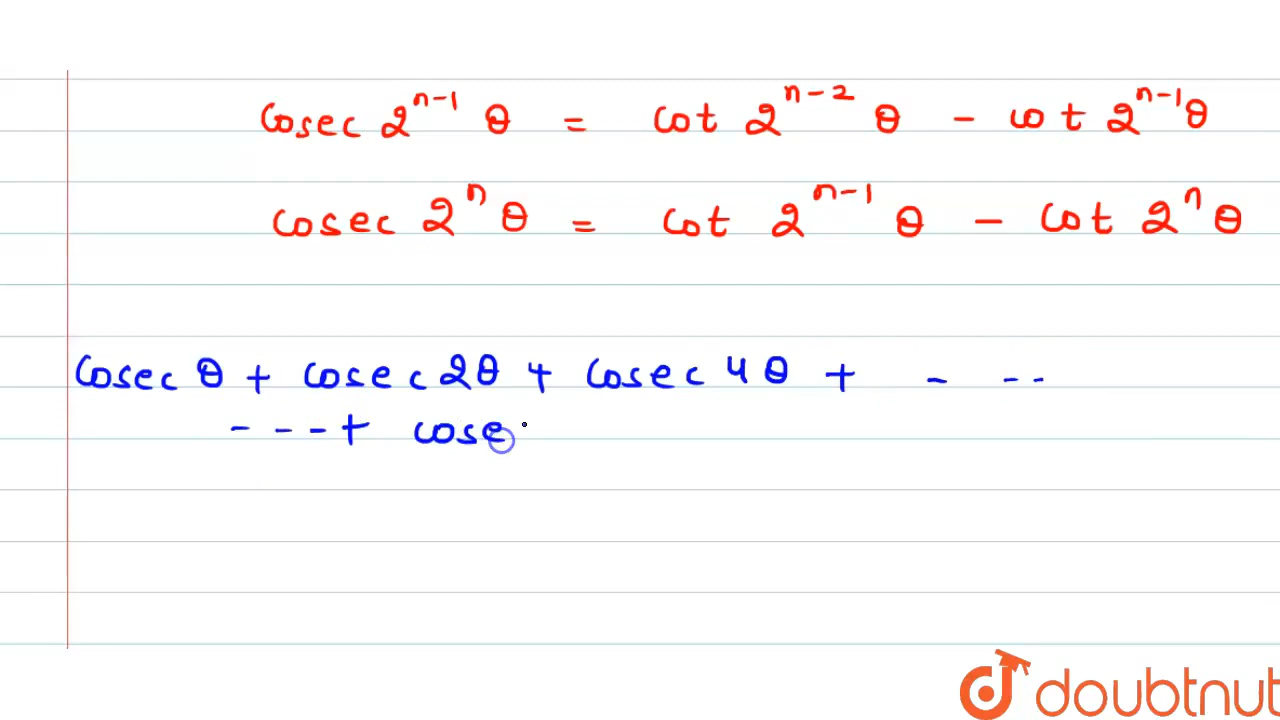 cosec 2^{n-1} θ = cot 2^{n-2} θ - cot 2^{n-1} θ
cosec 2^n θ = cot 2^{n-1} θ - cot 2^n θ
cosec θ + cosec 2θ + cosec 4θ + - --
- - - + cose
doubtnut